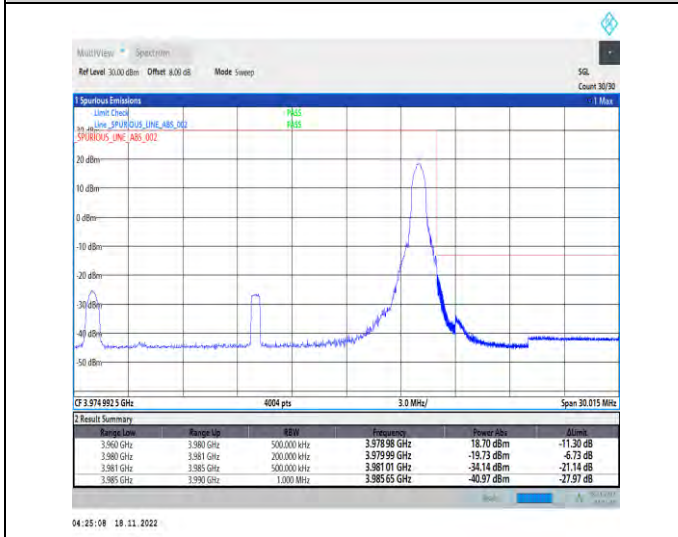 MultiView Spectrum
Ref Level 30.00 dBm Offset 8.00 dB Mode Sweep SGL
Count 30/30
1 Spurious Emissions 1 Max
Limit Check PASS
Line _SPURIOUS_LINE_ABS_002 PASS
_SPURIOUS_LINE_ABS_002
20 dBm
10 dBm
0 dBm
-10 dBm
-20 dBm
-30 dBm
-40 dBm
-50 dBm
CF 3.974 992 5 GHz 4004 pts 3.0 MHz/ Span 30.015 MHz
2 Result Summary
Range Low Range Up RBW Frequency Power Abs ΔLimit
3.960 GHz 3.980 GHz 500.000 kHz 3.978 98 GHz 18.70 dBm -11.30 dB
3.980 GHz 3.981 GHz 200.000 kHz 3.979 99 GHz -19.73 dBm -6.73 dB
3.981 GHz 3.985 GHz 500.000 kHz 3.981 01 GHz -34.14 dBm -21.14 dB
3.985 GHz 3.990 GHz 1.000 MHz 3.985 65 GHz -40.97 dBm -27.97 dB
04:25:08 18.11.2022